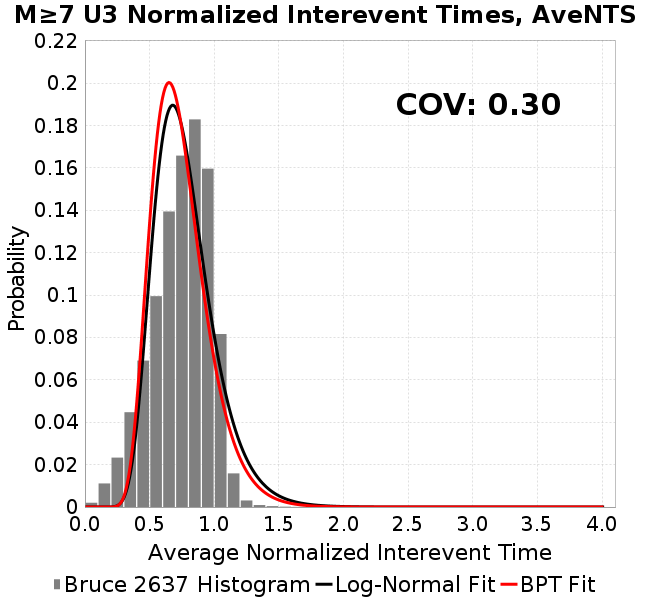 M≥7 U3 Normalized Interevent Times, AveNTS
COV: 0.30
Probability
0.22
0.2
0.18
0.16
0.14
0.12
0.1
0.08
0.06
0.04
0.02
0
0.0 0.5 1.0 1.5 2.0 2.5 3.0 3.5 4.0
Average Normalized Interevent Time
Bruce 2637 Histogram Log-Normal Fit BPT Fit